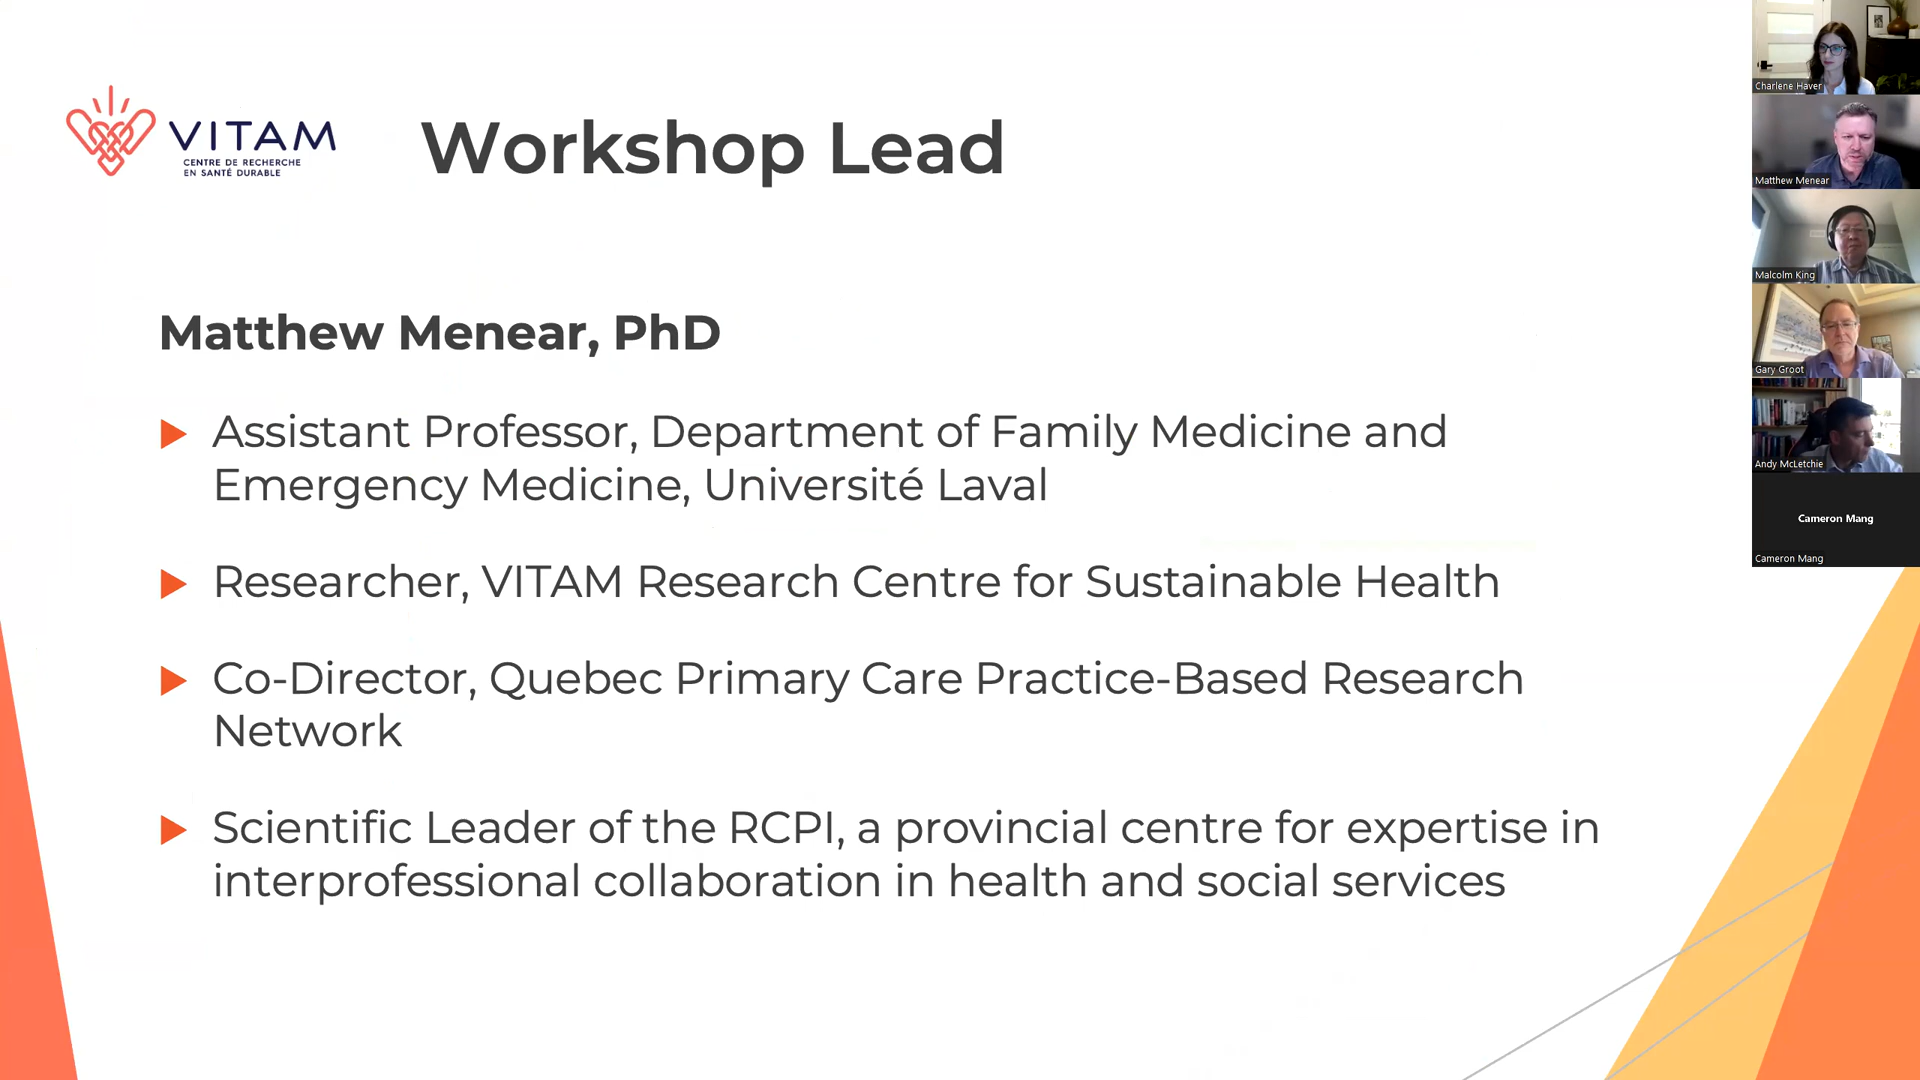 VITAM
CENTRE DE RECHERCHE
EN SANTÉ DURABLE
Workshop Lead
Matthew Menear, PhD
Assistant Professor, Department of Family Medicine and
Emergency Medicine, Université Laval
Researcher, VITAM Research Centre for Sustainable Health
Co-Director, Quebec Primary Care Practice-Based Research
Network
Scientific Leader of the RCPI, a provincial centre for expertise in
interprofessional collaboration in health and social services
Charlene Haver
Matthew Menear
Malcolm King
Gary Groot
Andy McLetchie
Cameron Mang
Cameron Mang